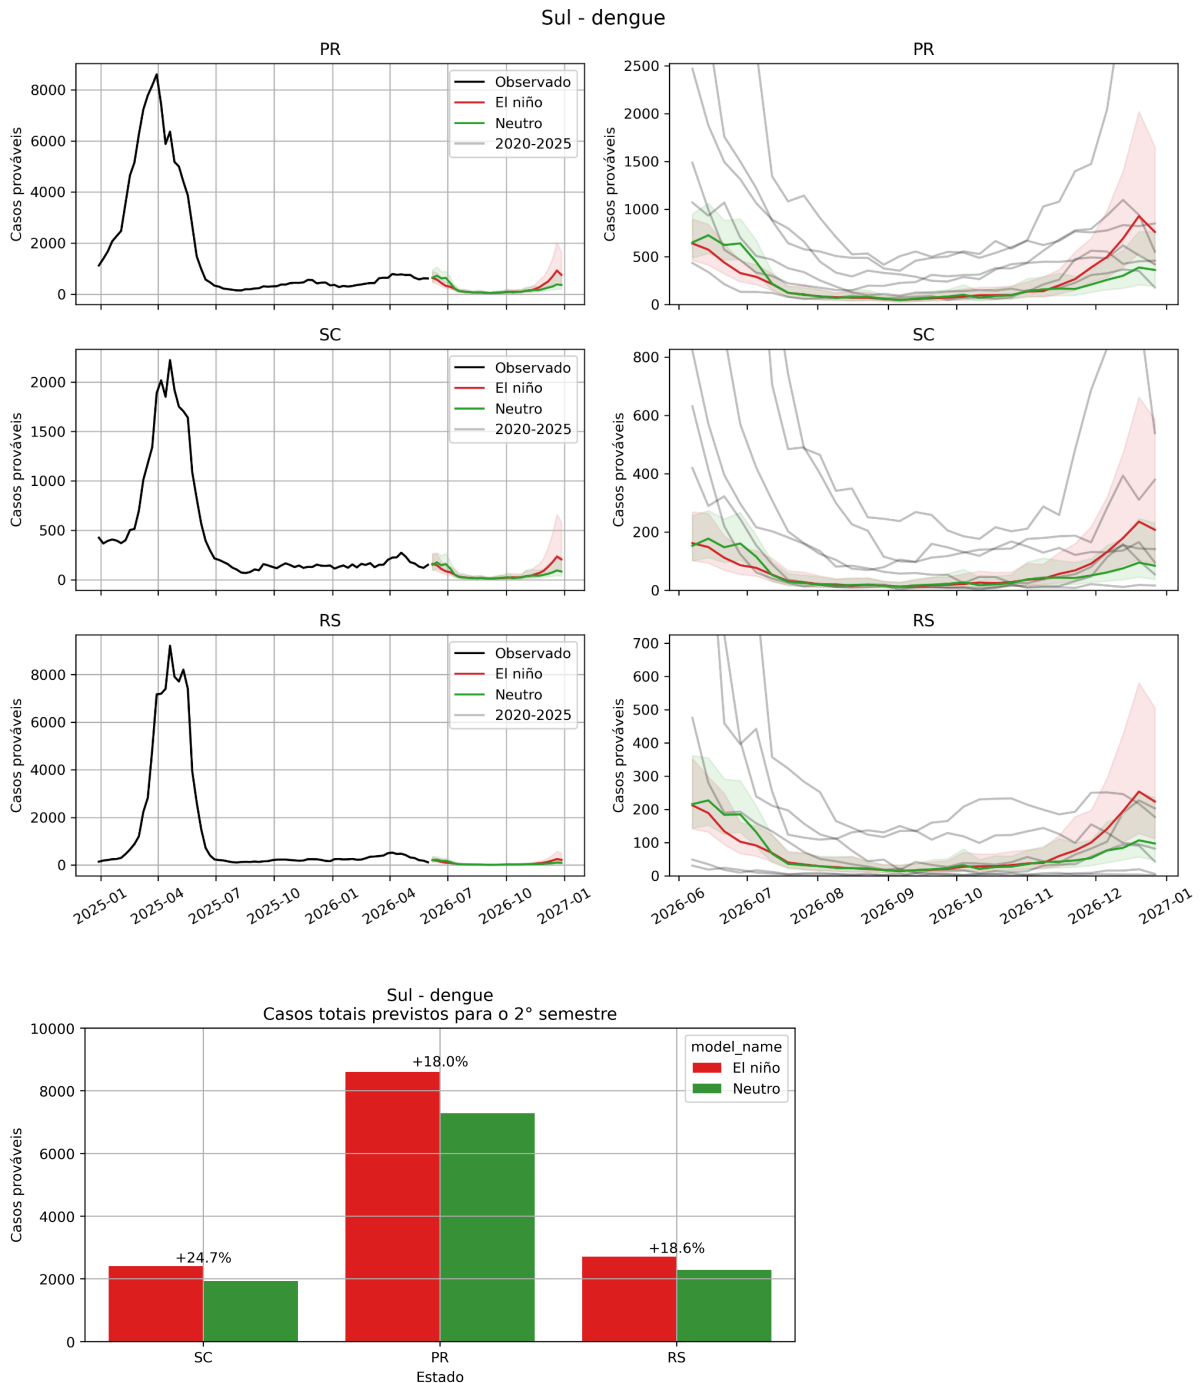 Sul - dengue
PR
Casos prováveis
8000
6000
4000
2000
0
Observado
El niño
Neutro
2020-2025
PR
Casos prováveis
2500
2000
1500
1000
500
0
SC
Casos prováveis
2000
1500
1000
500
0
Observado
El niño
Neutro
2020-2025
SC
Casos prováveis
800
600
400
200
0
RS
Casos prováveis
8000
6000
4000
2000
0
Observado
El niño
Neutro
2020-2025
2025-01
2025-04
2025-07
2025-10
2026-01
2026-04
2026-07
2026-10
2027-01
RS
Casos prováveis
700
600
500
400
300
200
100
0
2026-06
2026-07
2026-08
2026-09
2026-10
2026-11
2026-12
2027-01
Sul - dengue
Casos totais previstos para o 2° semestre
Casos prováveis
10000
8000
6000
4000
2000
0
+24.7%
+18.0%
+18.6%
model_name
El niño
Neutro
SC
PR
RS
Estado